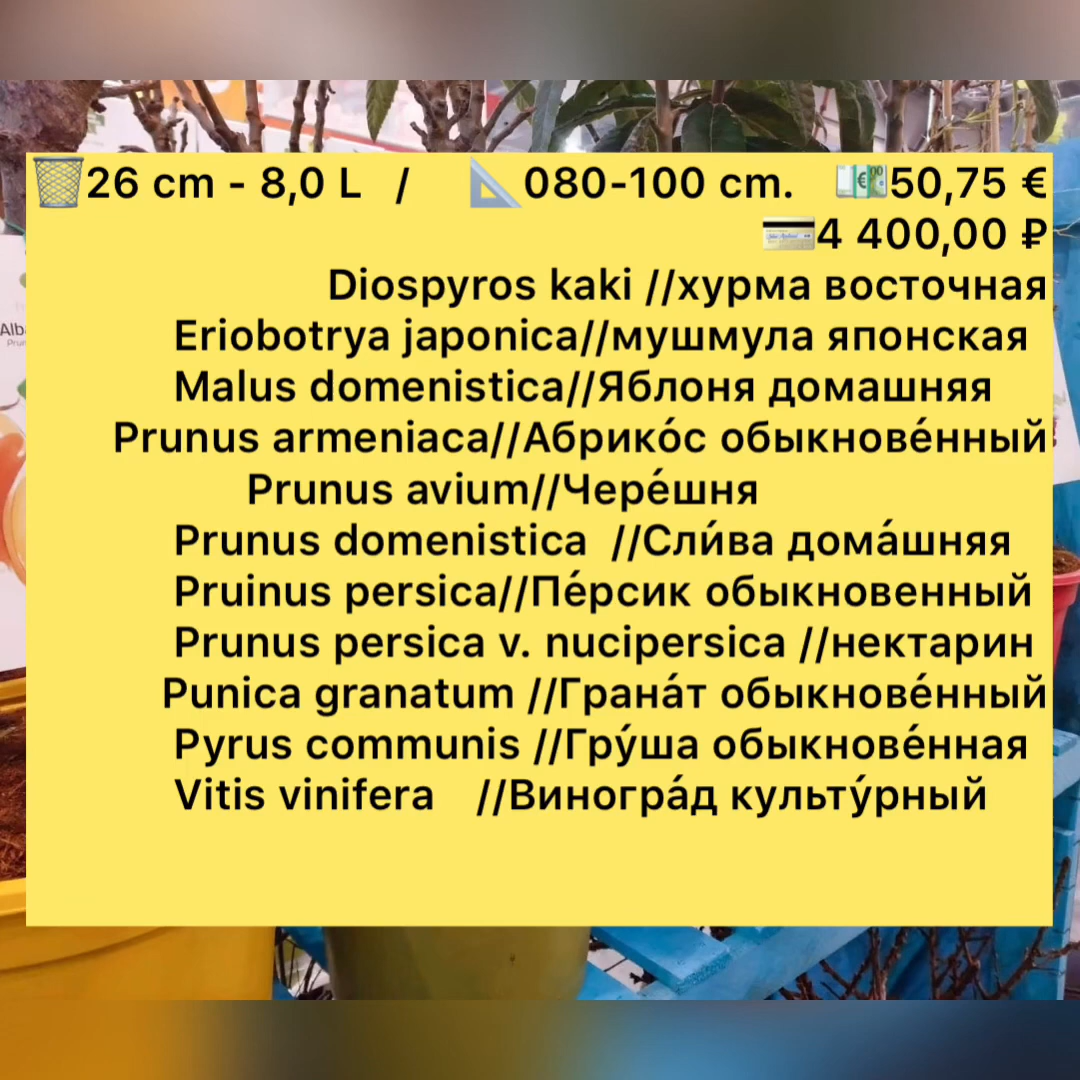 26 cm - 8,0 L / 080-100 cm. 50,75 €
4 400,00 ₽
Diospyros kaki //хурма восточная
Eriobotrya japonica//мушмула японская
Malus domenistica//Яблоня домашняя
Prunus armeniaca//Абрико́с обыкнове́нный
Prunus avium//Чере́шня
Prunus domenistica //Сли́ва дома́шняя
Pruinus persica//Пе́рсик обыкновенный
Prunus persica v. nucipersica //нектарин
Punica granatum //Грана́т обыкнове́нный
Pyrus communis //Гру́ша обыкнове́нная
Vitis vinifera //Виногра́д культу́рный